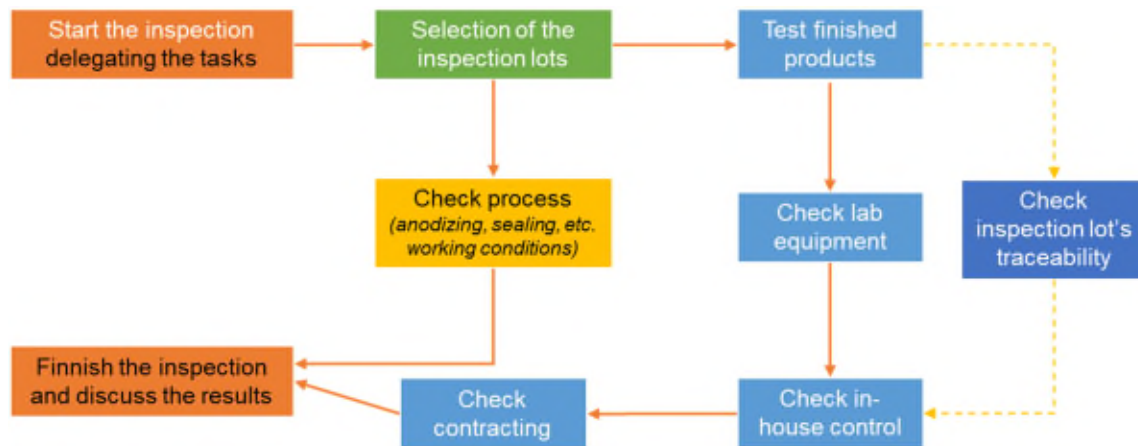 Start the inspection
delegating the tasks
Selection of the
inspection lots
Test finished
products
Check process
(anodizing, sealing, etc.
working conditions)
Check lab
equipment
Check
inspection lot's
traceability
Finnish the inspection
and discuss the results
Check
contracting
Check in-
house control